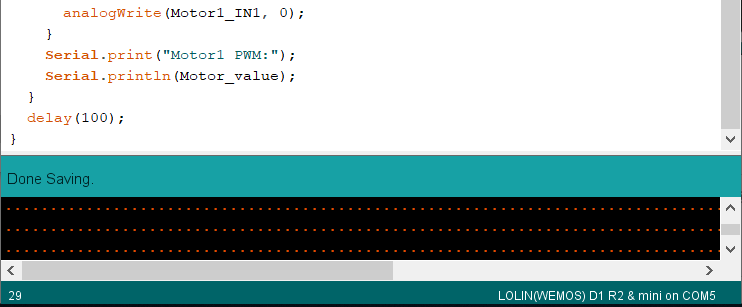 analogWrite(Motor1_IN1, 0);
}
Serial.print("Motor1 PWM:");
Serial.println(Motor_value);
}
delay(100);
}
Done Saving.
29 LOLIN(WEMOS) D1 R2 & mini on COM5